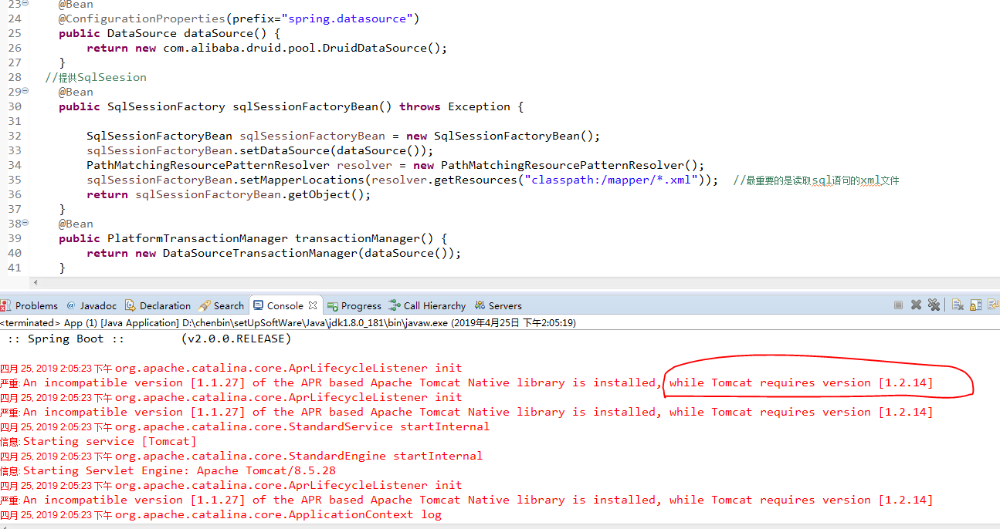 23 @Bean
24 @ConfigurationProperties(prefix="spring.datasource")
25 public DataSource dataSource() {
26 return new com.alibaba.druid.pool.DruidDataSource();
27 }
28 //提供SqlSeesion
29 @Bean
30 public SqlSessionFactory sqlSessionFactoryBean() throws Exception {
31
32 SqlSessionFactoryBean sqlSessionFactoryBean = new SqlSessionFactoryBean();
33 sqlSessionFactoryBean.setDataSource(dataSource());
34 PathMatchingResourcePatternResolver resolver = new PathMatchingResourcePatternResolver();
35 sqlSessionFactoryBean.setMapperLocations(resolver.getResources("classpath:/mapper/*.xml")); //最重要的是读取sql语句的xml文件
36 return sqlSessionFactoryBean.getObject();
37 }
38 @Bean
39 public PlatformTransactionManager transactionManager() {
40 return new DataSourceTransactionManager(dataSource());
41 }
Problems @ Javadoc Declaration Search Console Progress Call Hierarchy Servers
<terminated> App (1) [Java Application] D:\chenbin\setUpSoftWare\Java\jdk1.8.0_181\bin\javaw.exe (2019年4月25日 下午2:05:19)
:: Spring Boot :: (v2.0.0.RELEASE)
四月 25, 2019 2:05:23 下午 org.apache.catalina.core.AprLifecycleListener init
严重: An incompatible version [1.1.27] of the APR based Apache Tomcat Native library is installed, while Tomcat requires version [1.2.14]
四月 25, 2019 2:05:23 下午 org.apache.catalina.core.AprLifecycleListener init
严重: An incompatible version [1.1.27] of the APR based Apache Tomcat Native library is installed, while Tomcat requires version [1.2.14]
四月 25, 2019 2:05:23 下午 org.apache.catalina.core.StandardService startInternal
信息: Starting service [Tomcat]
四月 25, 2019 2:05:23 下午 org.apache.catalina.core.StandardEngine startInternal
信息: Starting Servlet Engine: Apache Tomcat/8.5.28
四月 25, 2019 2:05:23 下午 org.apache.catalina.core.AprLifecycleListener init
严重: An incompatible version [1.1.27] of the APR based Apache Tomcat Native library is installed, while Tomcat requires version [1.2.14]
四月 25, 2019 2:05:23 下午 org.apache.catalina.core.ApplicationContext log